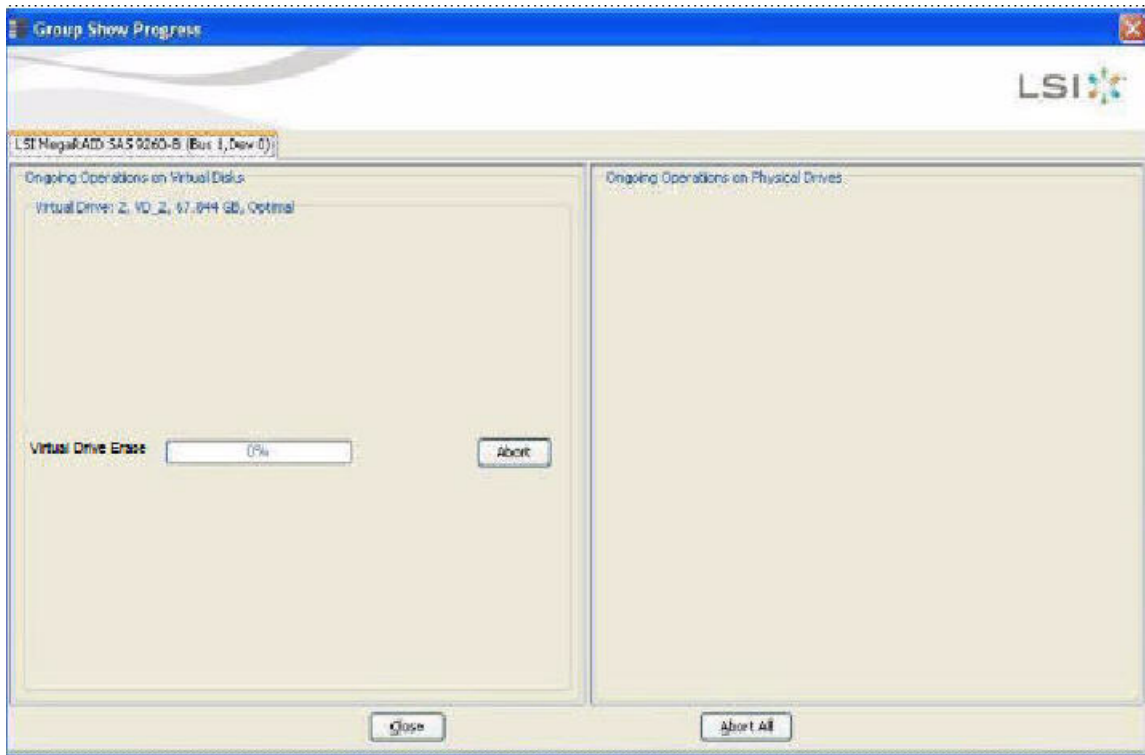 Group Show Progress
LSI
LSI MegaRAID SAS 9260-8 (Bus 1,Dev 0)
Ongoing Operations on Virtual Disks
Ongoing Operations on Physical Drives
Virtual Drive: 2, VD_2, 67.844 GB, Optimal
Virtual Drive Erase
0%
Abort
Close
Abort All